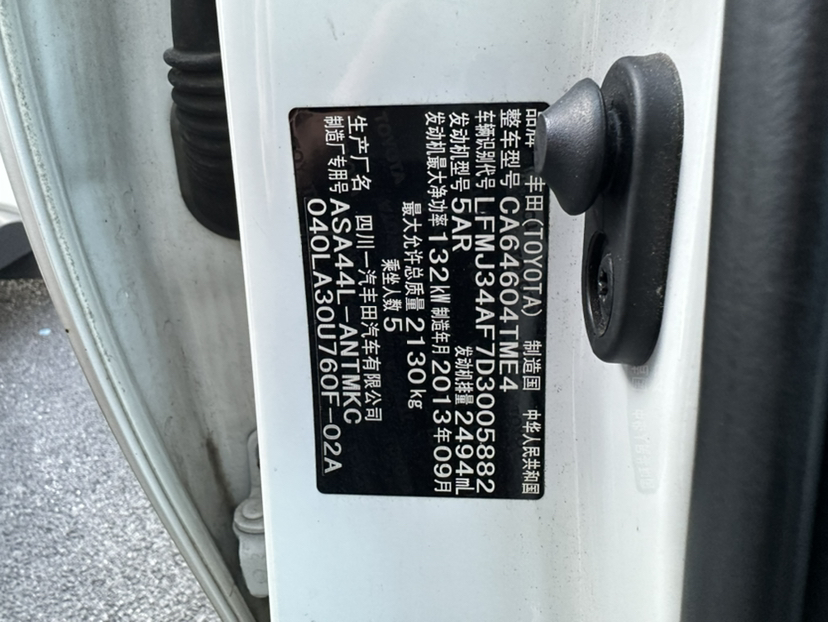 品牌 丰田(TOYOTA) 制造国 中华人民共和国
整车型号 CA64604TME4
车辆识别代号 LFMJ34AF7D3005882
发动机型号 5AR 发动机排量 2494mL
发动机最大净功率 132kW 制造年月 2013年09月
最大允许总质量 2130kg
乘坐人数 5
生产厂名 四川一汽丰田汽车有限公司
制造厂专用号 ASA44L-ANTMKC
040LA30U760F-02A